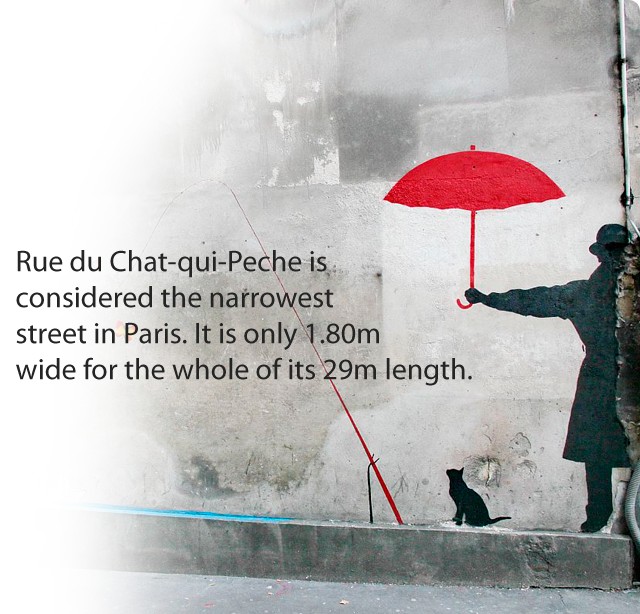 Rue du Chat-qui-Peche is
considered the narrowest
street in Paris. It is only 1.80m
wide for the whole of its 29m length.